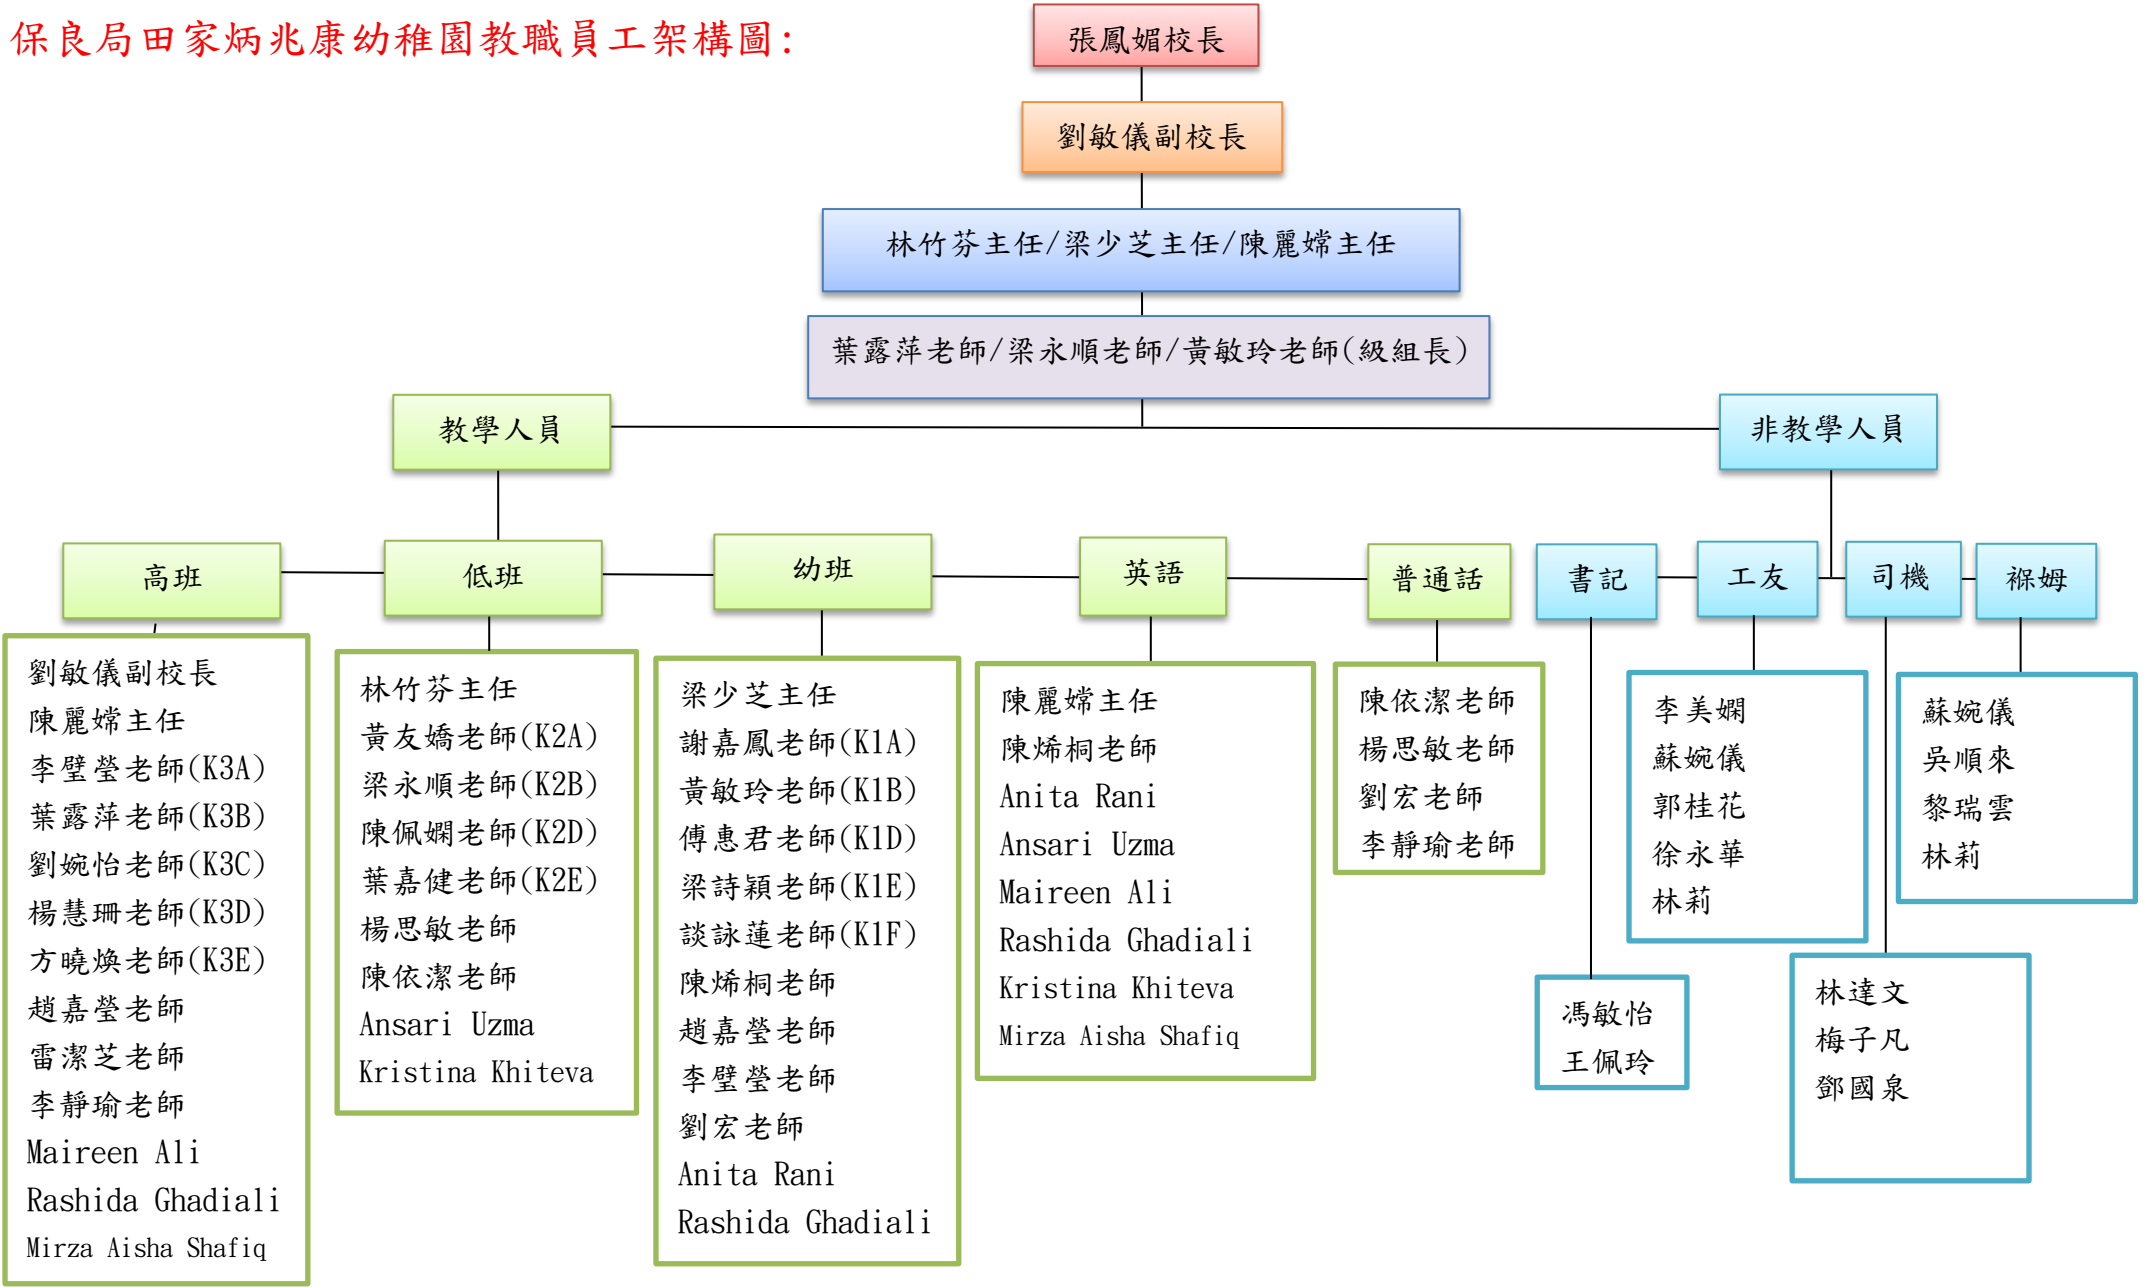 保良局田家炳兆康幼稚園教職員工架構圖:
張鳳媚校長
劉敏儀副校長
林竹芬主任/梁少芝主任/陳麗嫦主任
葉露萍老師/梁永順老師/黃敏玲老師(級組長)
教學人員
非教學人員
高班
低班
幼班
英語
普通話
書記
工友
司機
褓姆
劉敏儀副校長
陳麗嫦主任
李璧瑩老師(K3A)
葉露萍老師(K3B)
劉婉怡老師(K3C)
楊慧珊老師(K3D)
方曉煥老師(K3E)
趙嘉瑩老師
雷潔芝老師
李靜瑜老師
Maireen Ali
Rashida Ghadiali
Mirza Aisha Shafiq
林竹芬主任
黃友嬌老師(K2A)
梁永順老師(K2B)
陳佩嫻老師(K2D)
葉嘉健老師(K2E)
楊思敏老師
陳依潔老師
Ansari Uzma
Kristina Khiteva
梁少芝主任
謝嘉鳳老師(K1A)
黃敏玲老師(K1B)
傅惠君老師(K1D)
梁詩穎老師(K1E)
談詠蓮老師(K1F)
陳烯桐老師
趙嘉瑩老師
李璧瑩老師
劉宏老師
Anita Rani
Rashida Ghadiali
陳麗嫦主任
陳烯桐老師
Anita Rani
Ansari Uzma
Maireen Ali
Rashida Ghadiali
Kristina Khiteva
Mirza Aisha Shafiq
陳依潔老師
楊思敏老師
劉宏老師
李靜瑜老師
馮敏怡
王佩玲
李美嫻
蘇婉儀
郭桂花
徐永華
林莉
林達文
梅子凡
鄧國泉
蘇婉儀
吳順來
黎瑞雲
林莉